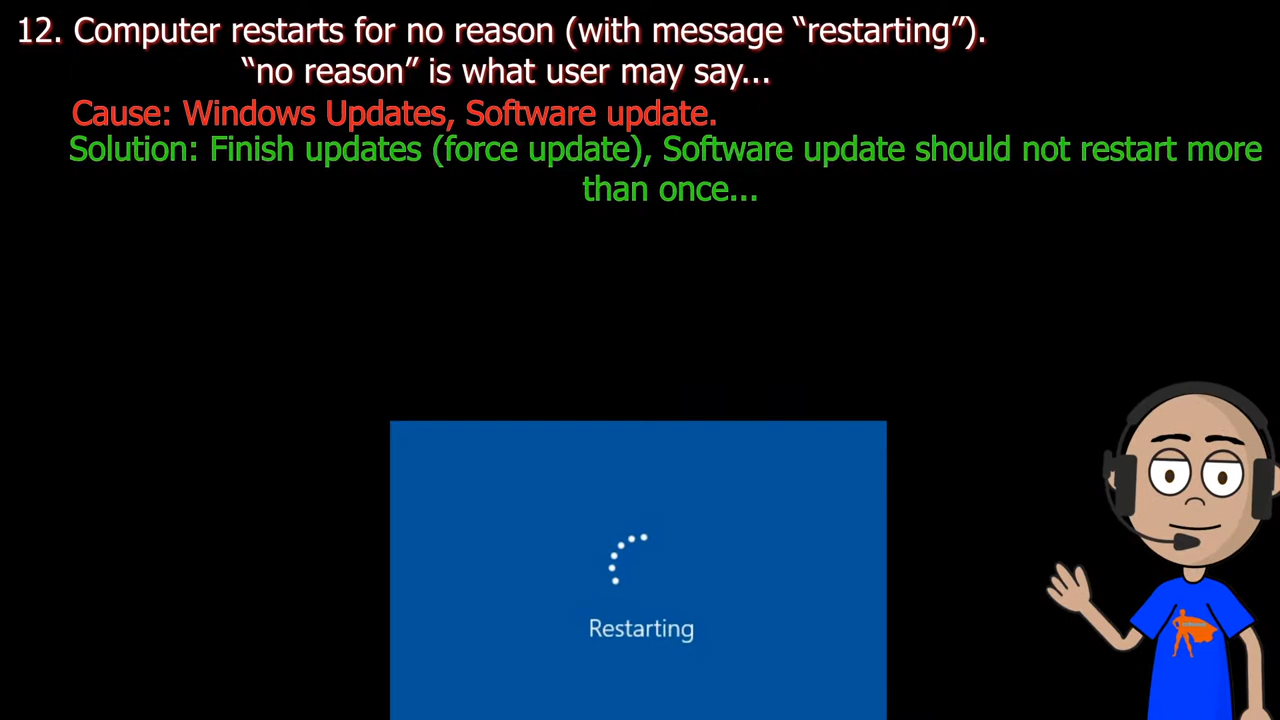 12. Computer restarts for no reason (with message “restarting”).
“no reason” is what user may say...
Cause: Windows Updates, Software update.
Solution: Finish updates (force update), Software update should not restart more
than once...
Restarting